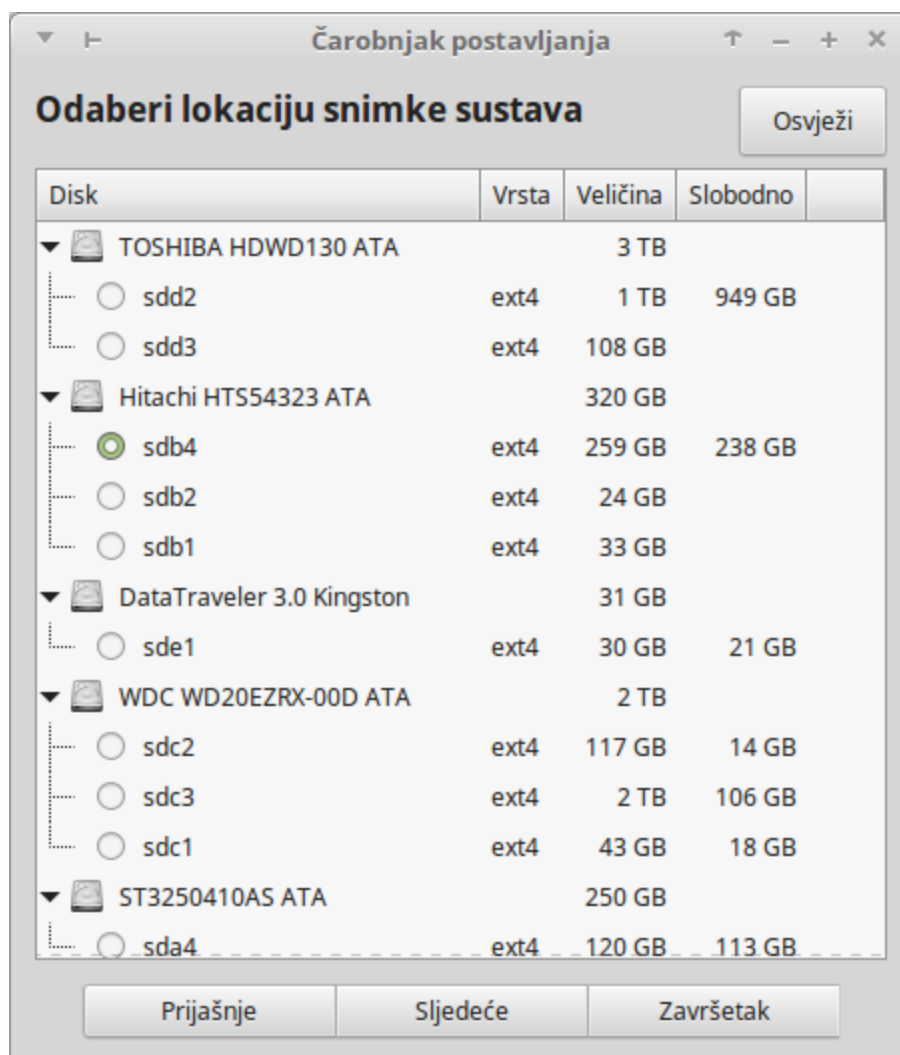 Čarobnjak postavljanja
Odaberi lokaciju snimke sustava
Osvježi
Disk Vrsta Veličina Slobodno
TOSHIBA HDWD130 ATA 3 TB
sdd2 ext4 1 TB 949 GB
sdd3 ext4 108 GB
Hitachi HTS54323 ATA 320 GB
sdb4 ext4 259 GB 238 GB
sdb2 ext4 24 GB
sdb1 ext4 33 GB
DataTraveler 3.0 Kingston 31 GB
sde1 ext4 30 GB 21 GB
WDC WD20EZRX-00D ATA 2 TB
sdc2 ext4 117 GB 14 GB
sdc3 ext4 2 TB 106 GB
sdc1 ext4 43 GB 18 GB
ST3250410AS ATA 250 GB
sda4 ext4 120 GB 113 GB
Prijašnje Sljedeće Završetak